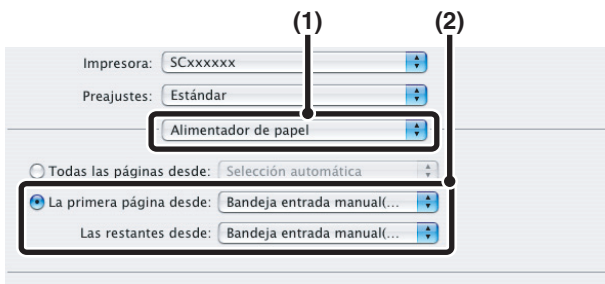 (1) (2)
Impresora: SCxxxxxx
Preajustes: Estándar
Alimentador de papel
Todas las páginas desde: Selección automática
La primera página desde: Bandeja entrada manual(...
Las restantes desde: Bandeja entrada manual(...